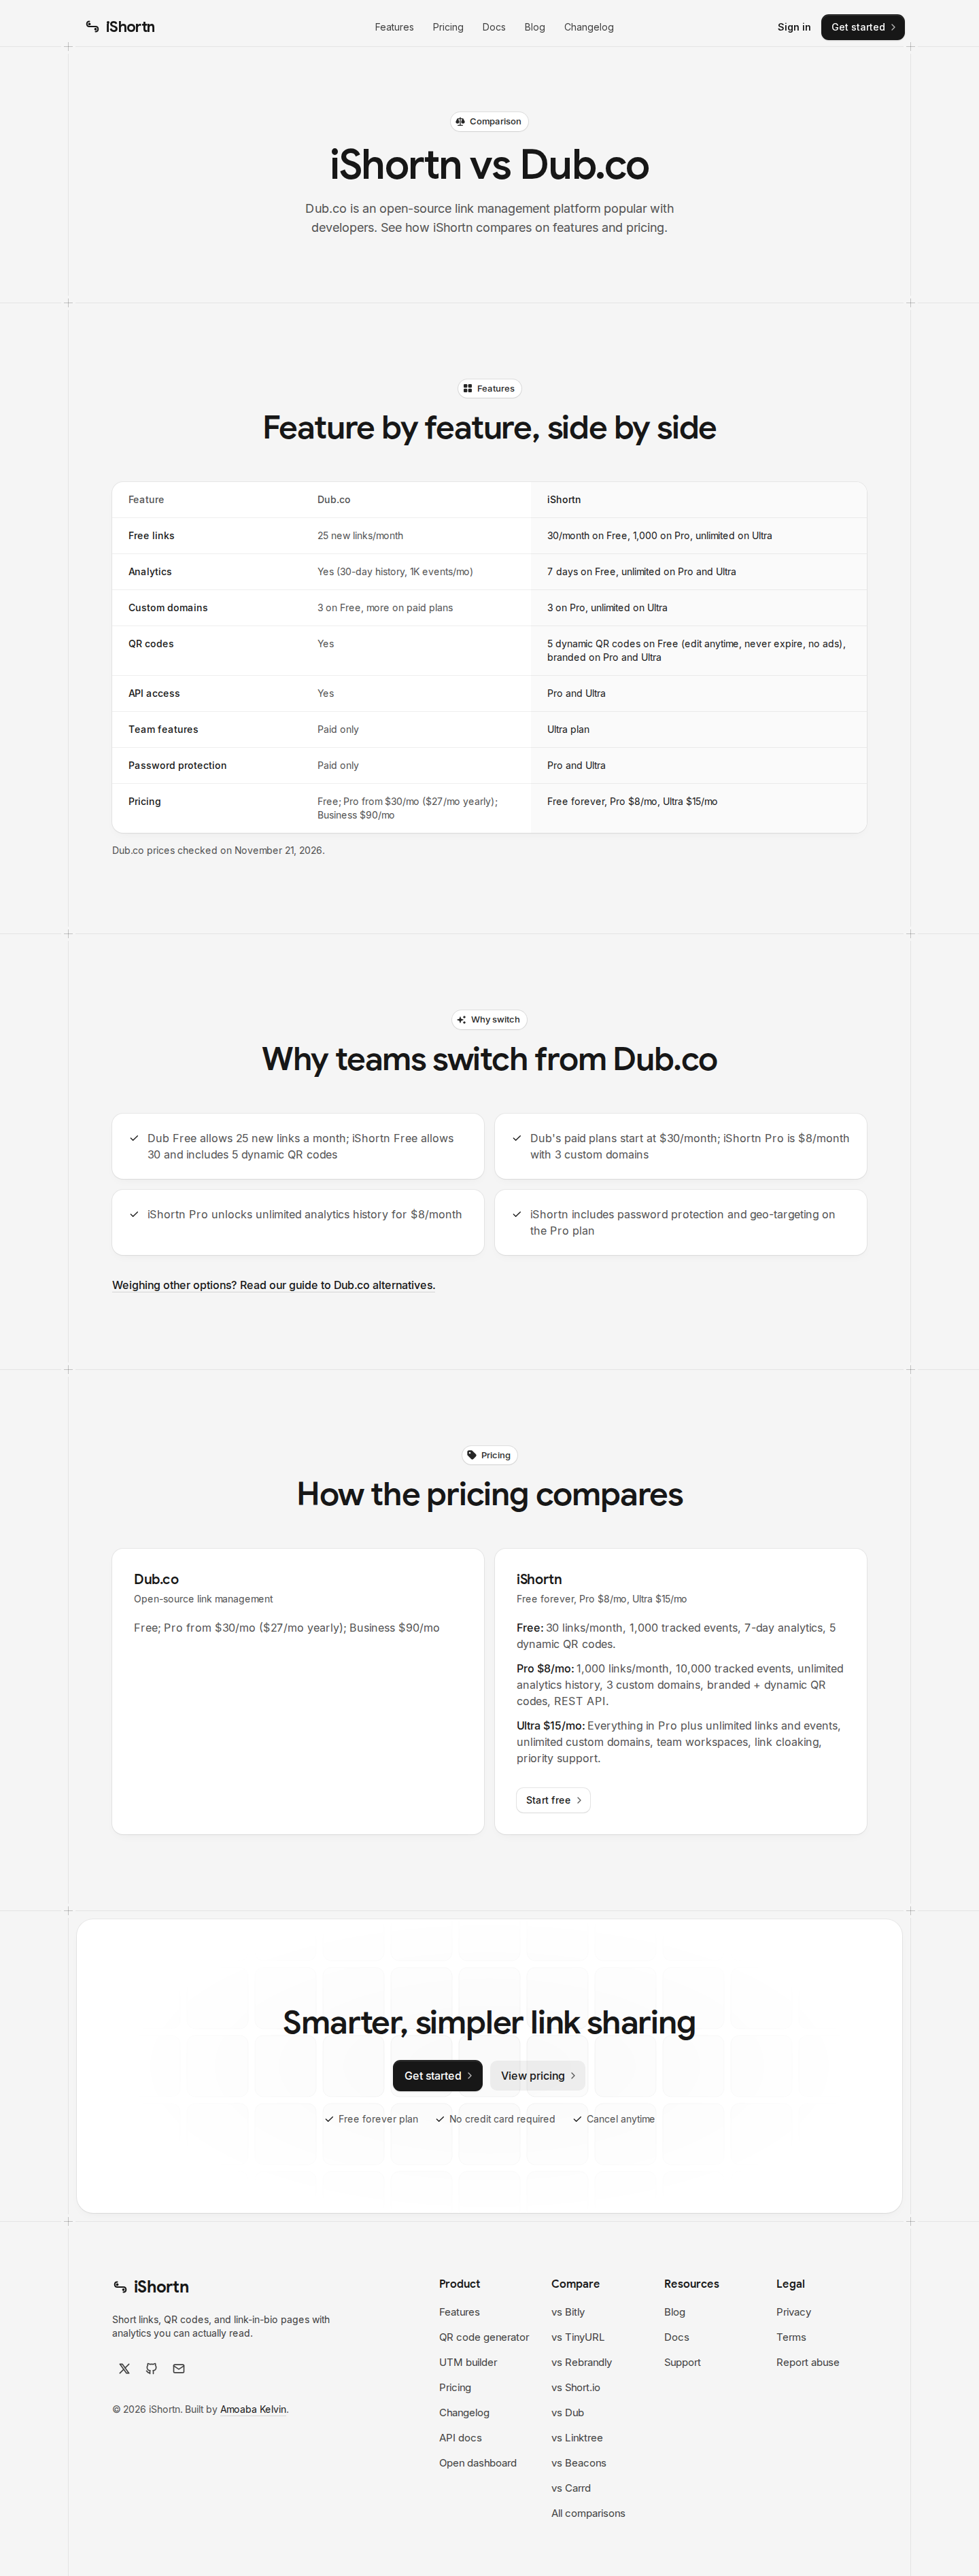 iShortn
Features Pricing Docs Blog Changelog
Sign in Get started
Comparison
iShortn vs Dub.co
Dub.co is an open-source link management platform popular with
developers. See how iShortn compares on features and pricing.
Features
Feature by feature, side by side
Feature Dub.co iShortn
Free links 25 new links/month 30/month on Free, 1,000 on Pro, unlimited on Ultra
Analytics Yes (30-day history, 1K events/mo) 7 days on Free, unlimited on Pro and Ultra
Custom domains 3 on Free, more on paid plans 3 on Pro, unlimited on Ultra
QR codes Yes 5 dynamic QR codes on Free (edit anytime, never expire, no ads),
branded on Pro and Ultra
API access Yes Pro and Ultra
Team features Paid only Ultra plan
Password protection Paid only Pro and Ultra
Pricing Free; Pro from $30/mo ($27/mo yearly); Free forever, Pro $8/mo, Ultra $15/mo
Business $90/mo
Dub.co prices checked on November 21, 2026.
Why switch
Why teams switch from Dub.co
Dub Free allows 25 new links a month; iShortn Free allows
30 and includes 5 dynamic QR codes
Dub's paid plans start at $30/month; iShortn Pro is $8/month
with 3 custom domains
iShortn Pro unlocks unlimited analytics history for $8/month
iShortn includes password protection and geo-targeting on
the Pro plan
Weighing other options? Read our guide to Dub.co alternatives.
Pricing
How the pricing compares
Dub.co
Open-source link management
Free; Pro from $30/mo ($27/mo yearly); Business $90/mo
iShortn
Free forever, Pro $8/mo, Ultra $15/mo
Free: 30 links/month, 1,000 tracked events, 7-day analytics, 5
dynamic QR codes.
Pro $8/mo: 1,000 links/month, 10,000 tracked events, unlimited
analytics history, 3 custom domains, branded + dynamic QR
codes, REST API.
Ultra $15/mo: Everything in Pro plus unlimited links and events,
unlimited custom domains, team workspaces, link cloaking,
priority support.
Start free
Smarter, simpler link sharing
Get started View pricing
Free forever plan No credit card required Cancel anytime
iShortn
Short links, QR codes, and link-in-bio pages with
analytics you can actually read.
© 2026 iShortn. Built by Amoaba Kelvin.
Product
Features
QR code generator
UTM builder
Pricing
Changelog
API docs
Open dashboard
Compare
vs Bitly
vs TinyURL
vs Rebrandly
vs Short.io
vs Dub
vs Linktree
vs Beacons
vs Carrd
All comparisons
Resources
Blog
Docs
Support
Legal
Privacy
Terms
Report abuse